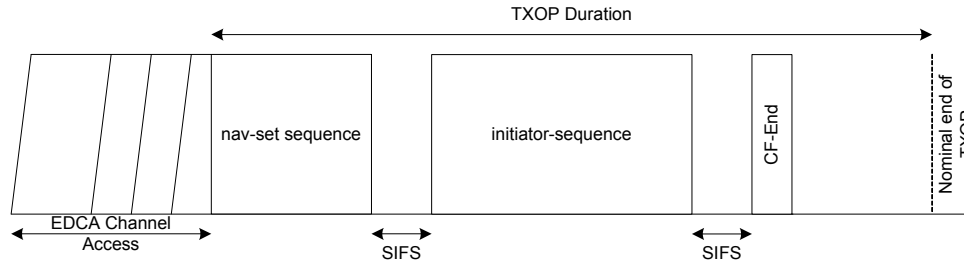 TXOP Duration
nav-set sequence
initiator-sequence
CF-End
Nominal end of
TXOP
EDCA Channel
Access
SIFS
SIFS